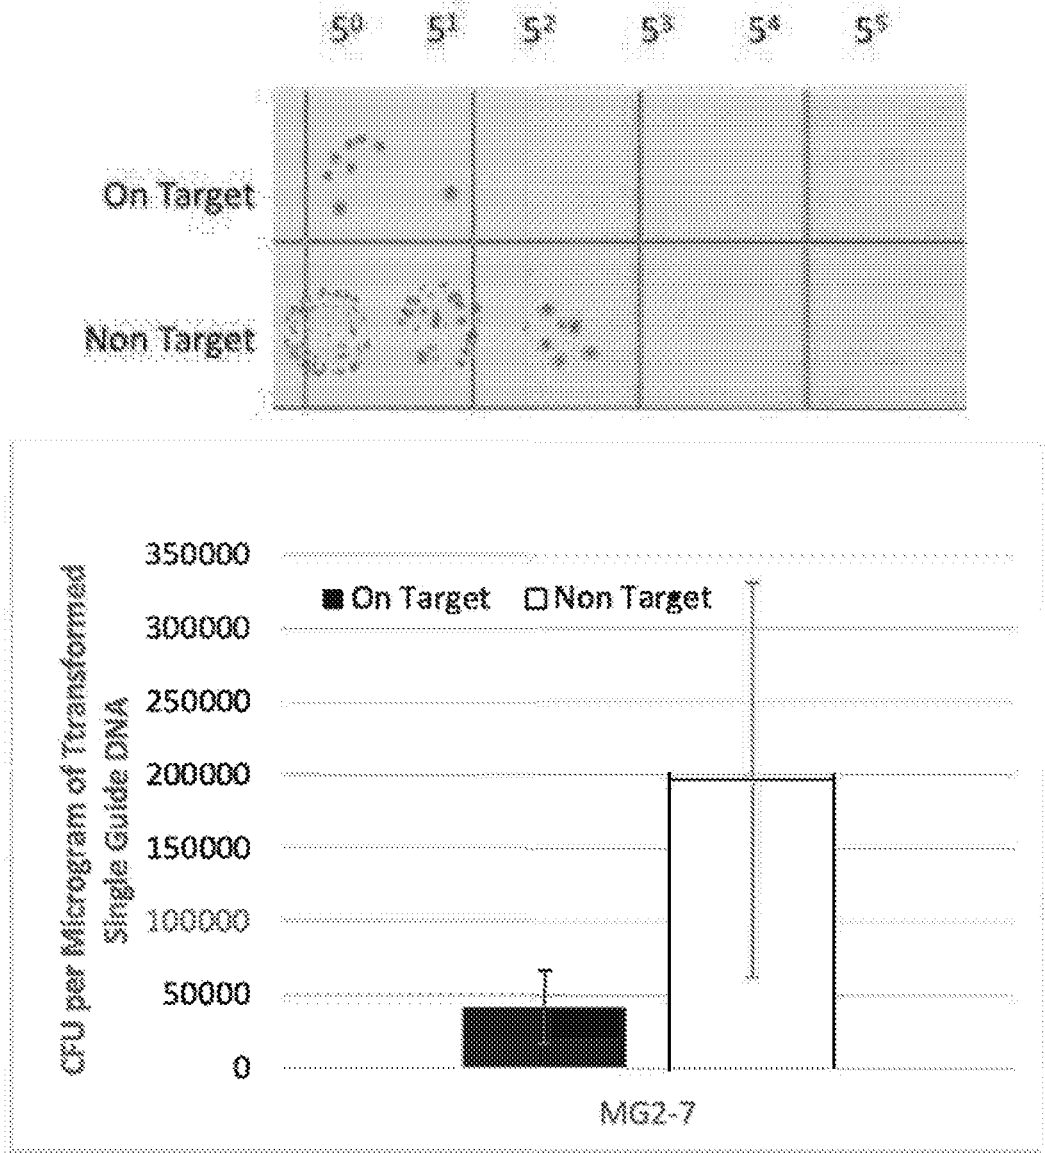 5⁰ 5¹ 5² 5³ 5⁴ 5⁵
On Target
Non Target
CFU per Microgram of Ttransformed
Single Guide DNA
350000
On Target Non Target
300000
250000
200000
150000
100000
50000
0
MG2-7